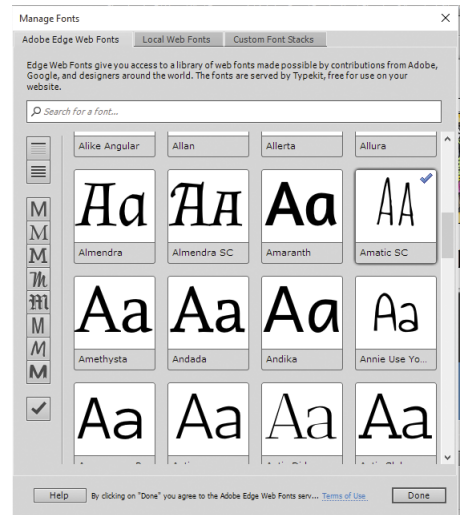 Manage Fonts
Adobe Edge Web Fonts Local Web Fonts Custom Font Stacks
Edge Web Fonts give you access to a library of web fonts made possible by contributions from Adobe,
Google, and designers around the world. The fonts are served by Typekit, free for use on your
website.
Search for a font...
Alike Angular Allan Allerta Allura
M
M
M
M
M
M
M
M
Aa Aa Aa Aa
Almendra Almendra SC Amaranth Amatic SC
Aa Aa Aa Aa
Amethysta Andada Andika Annie Use Yo...
Aa Aa Aa Aa
Help By clicking on "Done" you agree to the Adobe Edge Web Fonts serv... Terms of Use Done